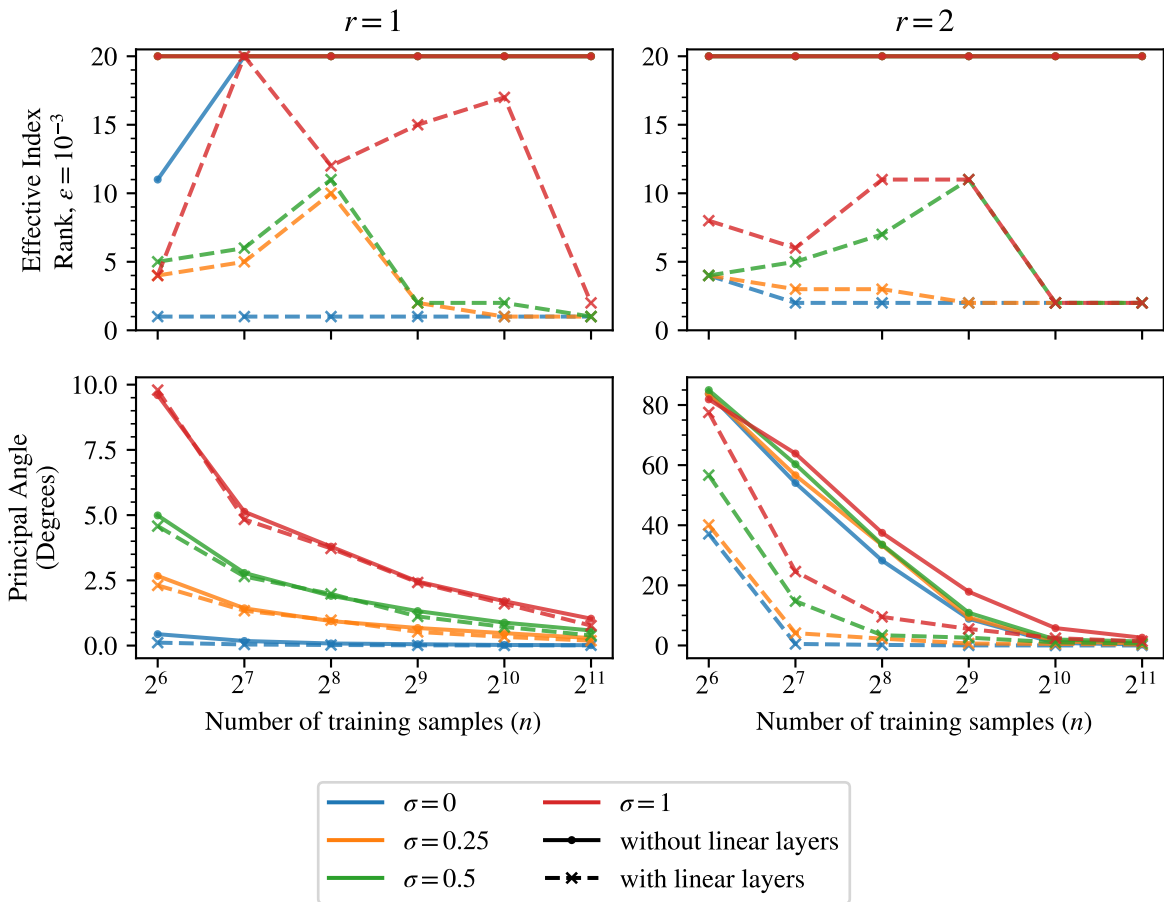 r = 1
r = 2
Effective Index
Rank, ε = 10⁻³
20
15
10
5
0
20
15
10
5
0
Principal Angle
(Degrees)
10.0
7.5
5.0
2.5
0.0
80
60
40
20
0
2⁶ 2⁷ 2⁸ 2⁹ 2¹⁰ 2¹¹
2⁶ 2⁷ 2⁸ 2⁹ 2¹⁰ 2¹¹
Number of training samples (n)
Number of training samples (n)
σ = 0
σ = 0.25
σ = 0.5
σ = 1
without linear layers
with linear layers